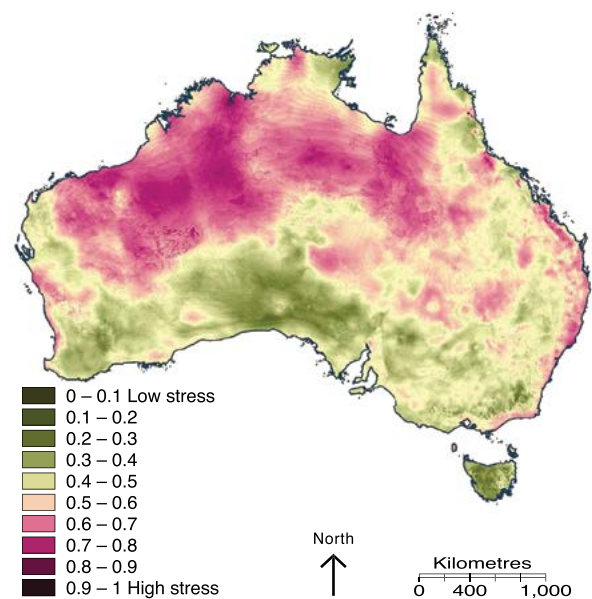 0 – 0.1 Low stress
0.1 – 0.2
0.2 – 0.3
0.3 – 0.4
0.4 – 0.5
0.5 – 0.6
0.6 – 0.7
0.7 – 0.8
0.8 – 0.9
0.9 – 1 High stress
North
Kilometres
0 400 1,000